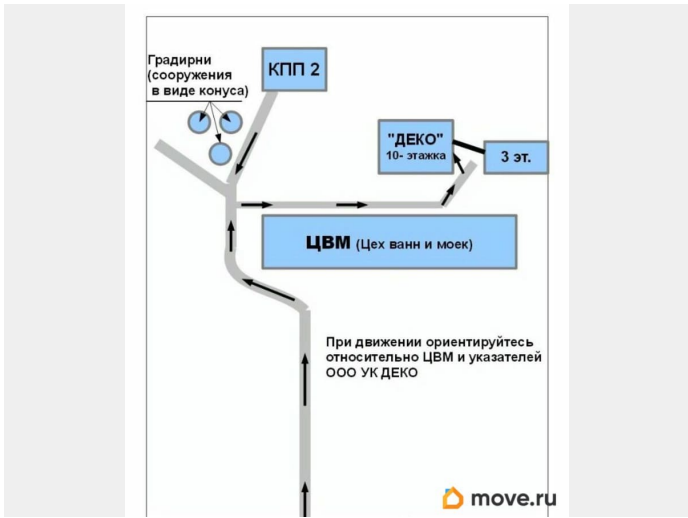 Градирни
(сооружения
в виде конуса)
КПП 2
"ДЕКО"
10- этажка
3 эт.
ЦВМ (Цех ванн и моек)
При движении ориентируйтесь
относительно ЦВМ и указателей
ООО УК ДЕКО
move.ru